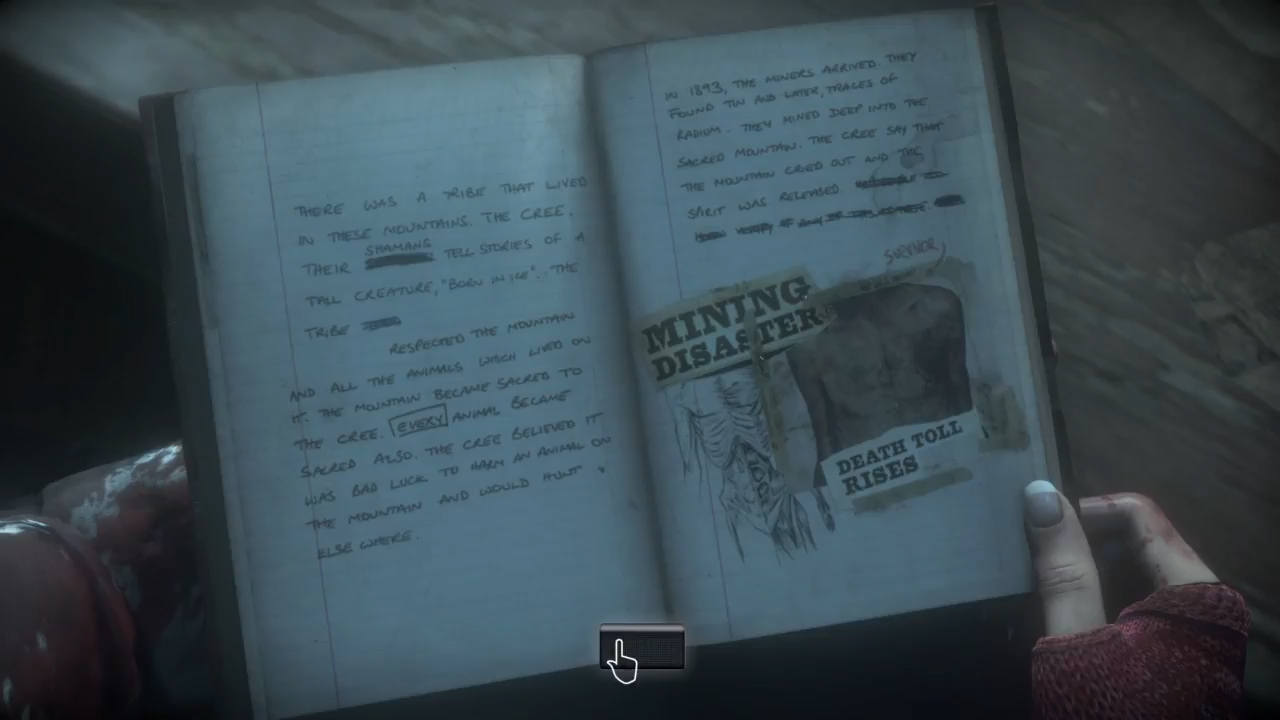 THERE WAS A TRIBE THAT LIVED
IN THESE MOUNTAINS. THE CREE.
SHAMANS
THEIR TELL STORIES OF A
TALL CREATURE, "BORN IN ICE". THE
TRIBE
RESPECTED THE MOUNTAIN
AND ALL THE ANIMALS WHICH LIVED ON
IT. THE MOUNTAIN BECAME SACRED TO
THE CREE. EVERY ANIMAL BECAME
SACRED ALSO. THE CREE BELIEVED IT
WAS BAD LUCK TO HARM AN ANIMAL ON
THE MOUNTAIN AND WOULD HUNT
ELSE WHERE.
IN 1893, THE MINERS ARRIVED. THEY
FOUND TIN AND LATER, TRACES OF
RADIUM. THEY MINED DEEP INTO THE
SACRED MOUNTAIN. THE CREE SAY THAT
THE MOUNTAIN CRIED OUT AND THE
SPIRIT WAS RELEASED.
SURVIVOR
MINING
DISASTER
DEATH TOLL
RISES